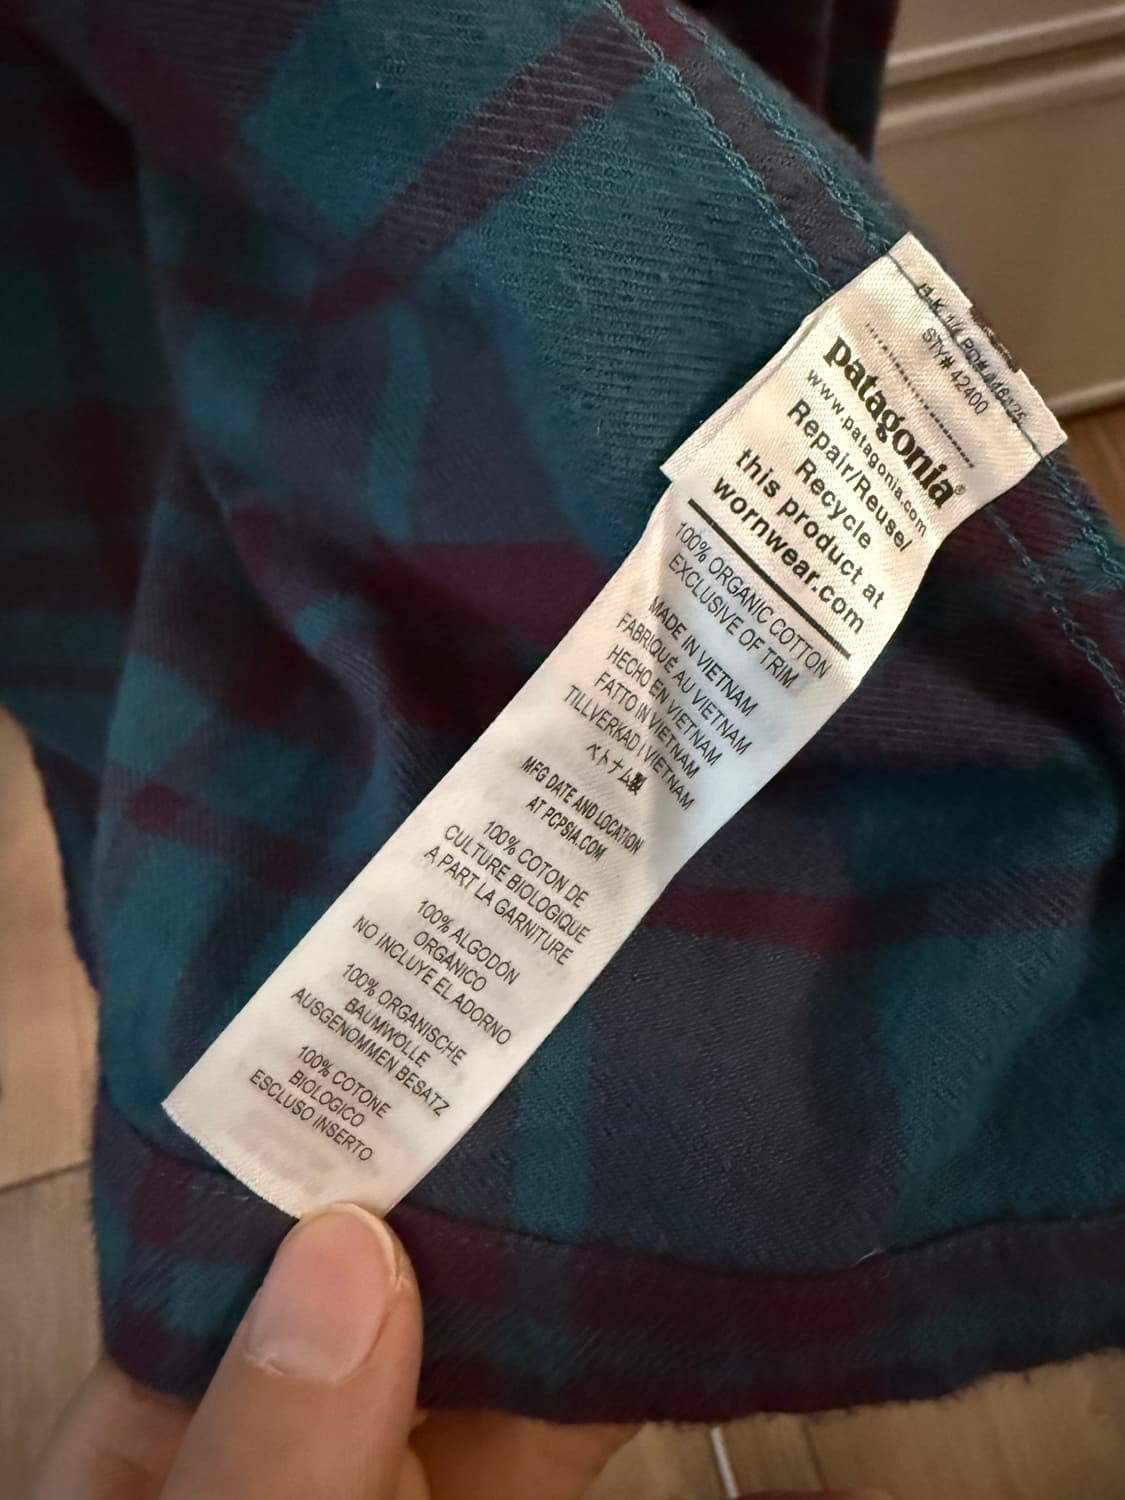 STY# 42400
patagonia®
www.patagonia.com
Repair/Reuse/
Recycle
this product at
wornwear.com
100% ORGANIC COTTON
EXCLUSIVE OF TRIM
MADE IN VIETNAM
FABRIQUÉ AU VIETNAM
HECHO EN VIETNAM
FATTO IN VIETNAM
TILLVERKAD I VIETNAM
ベトナム製
MFG DATE AND LOCATION
AT PCPSIA.COM
100% COTON DE
CULTURE BIOLOGIQUE
A PART LA GARNITURE
100% ALGODÓN
ORGÁNICO
NO INCLUYE EL ADORNO
100% ORGANISCHE
BAUMWOLLE
AUSGENOMMEN BESATZ
100% COTONE
BIOLOGICO
ESCLUSO INSERTO